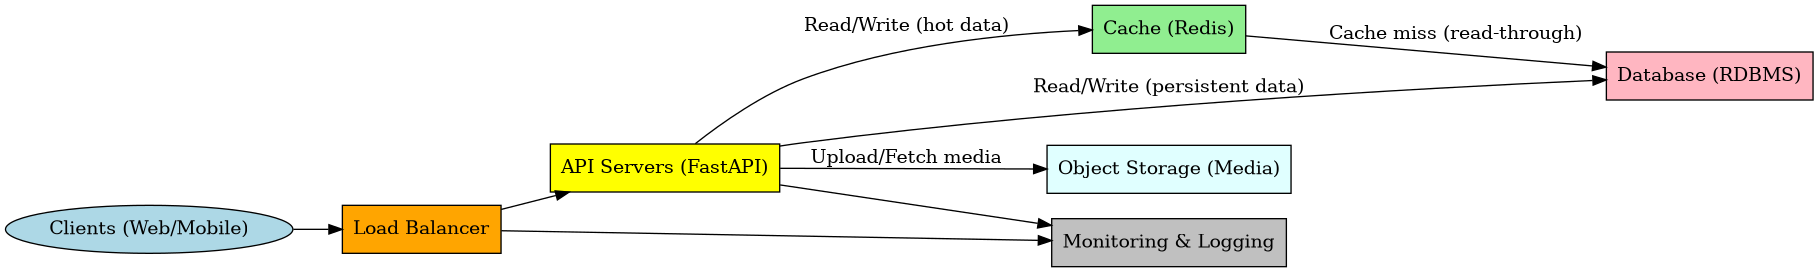 Read/Write (hot data)
Cache (Redis)
Cache miss (read-through)
Database (RDBMS)
Read/Write (persistent data)
API Servers (FastAPI)
Upload/Fetch media
Object Storage (Media)
Clients (Web/Mobile)
Load Balancer
Monitoring & Logging